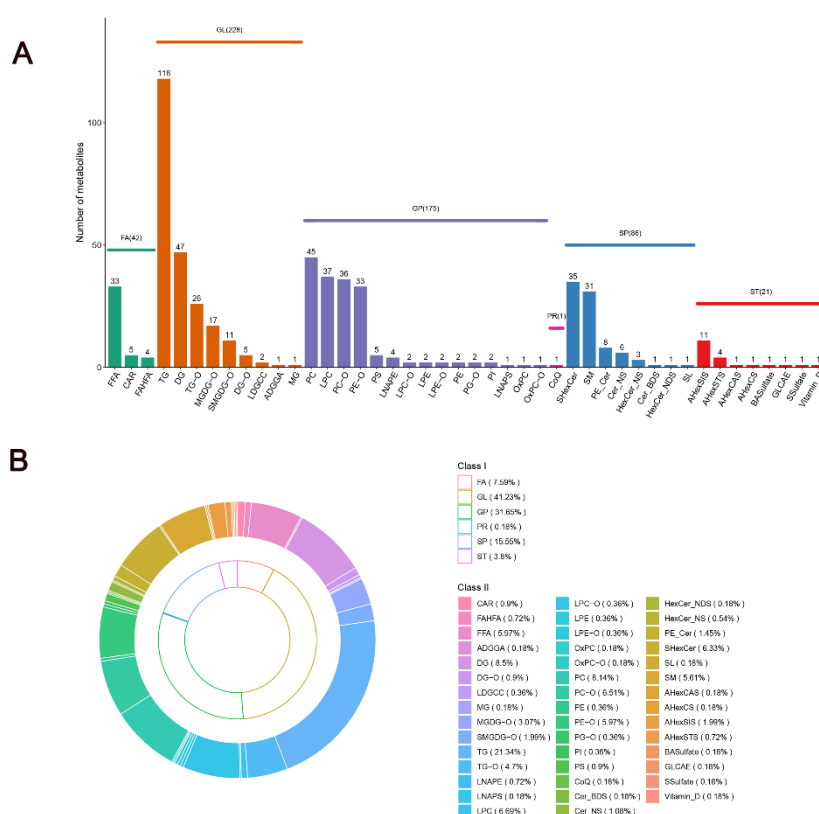 A
GL(228)
118
100
Number of metabolites
GP(175)
FA(42)
SP(86)
50
47
45
37
36
33
33
35
31
ST(21)
26
17
11
PR(1)
11
5
4
5
2
1
1
5
4
2
2
2
2
2
2
1
1
1
1
8
6
3
1
1
1
4
1
1
1
1
1
1
0
FFA
CAR
FAHFA
TG
DG
TG-O
MGDG-O
SMGDG-O
DG-O
LDGCC
ADGGA
MG
PC
LPC
PC-O
PE-O
PS
LNAPE
LPC-O
LPE
LPE-O
PE
PG-O
PI
LNAPS
OxPC
OxPC-O
CoQ
SHexCer
SM
PE_Cer
Cer_NS
HexCer_NS
Cer_BDS
HexCer_NDS
SL
AHexSIS
AHexSTS
AHexCAS
AHexCS
BASulfate
GLCAE
SSulfate
Vitamin_D
B
Class I
FA ( 7.59% )
GL ( 41.23% )
GP ( 31.65% )
PR ( 0.18% )
SP ( 15.55% )
ST ( 3.8% )
Class II
CAR ( 0.9% )
FAHFA ( 0.72% )
FFA ( 5.97% )
ADGGA ( 0.18% )
DG ( 8.5% )
DG-O ( 0.9% )
LDGCC ( 0.36% )
MG ( 0.18% )
MGDG-O ( 3.07% )
SMGDG-O ( 1.99% )
TG ( 21.34% )
TG-O ( 4.7% )
LNAPE ( 0.72% )
LNAPS ( 0.18% )
LPC ( 6.69% )
LPC-O ( 0.36% )
LPE ( 0.36% )
LPE-O ( 0.36% )
OxPC ( 0.18% )
OxPC-O ( 0.18% )
PC ( 8.14% )
PC-O ( 6.51% )
PE ( 0.36% )
PE-O ( 5.97% )
PG-O ( 0.36% )
PI ( 0.36% )
PS ( 0.9% )
CoQ ( 0.18% )
Cer_BDS ( 0.18% )
Cer_NS ( 1.08% )
HexCer_NDS ( 0.18% )
HexCer_NS ( 0.54% )
PE_Cer ( 1.45% )
SHexCer ( 6.33% )
SL ( 0.18% )
SM ( 5.61% )
AHexCAS ( 0.18% )
AHexCS ( 0.18% )
AHexSIS ( 1.99% )
AHexSTS ( 0.72% )
BASulfate ( 0.18% )
GLCAE ( 0.18% )
SSulfate ( 0.18% )
Vitamin_D ( 0.18% )